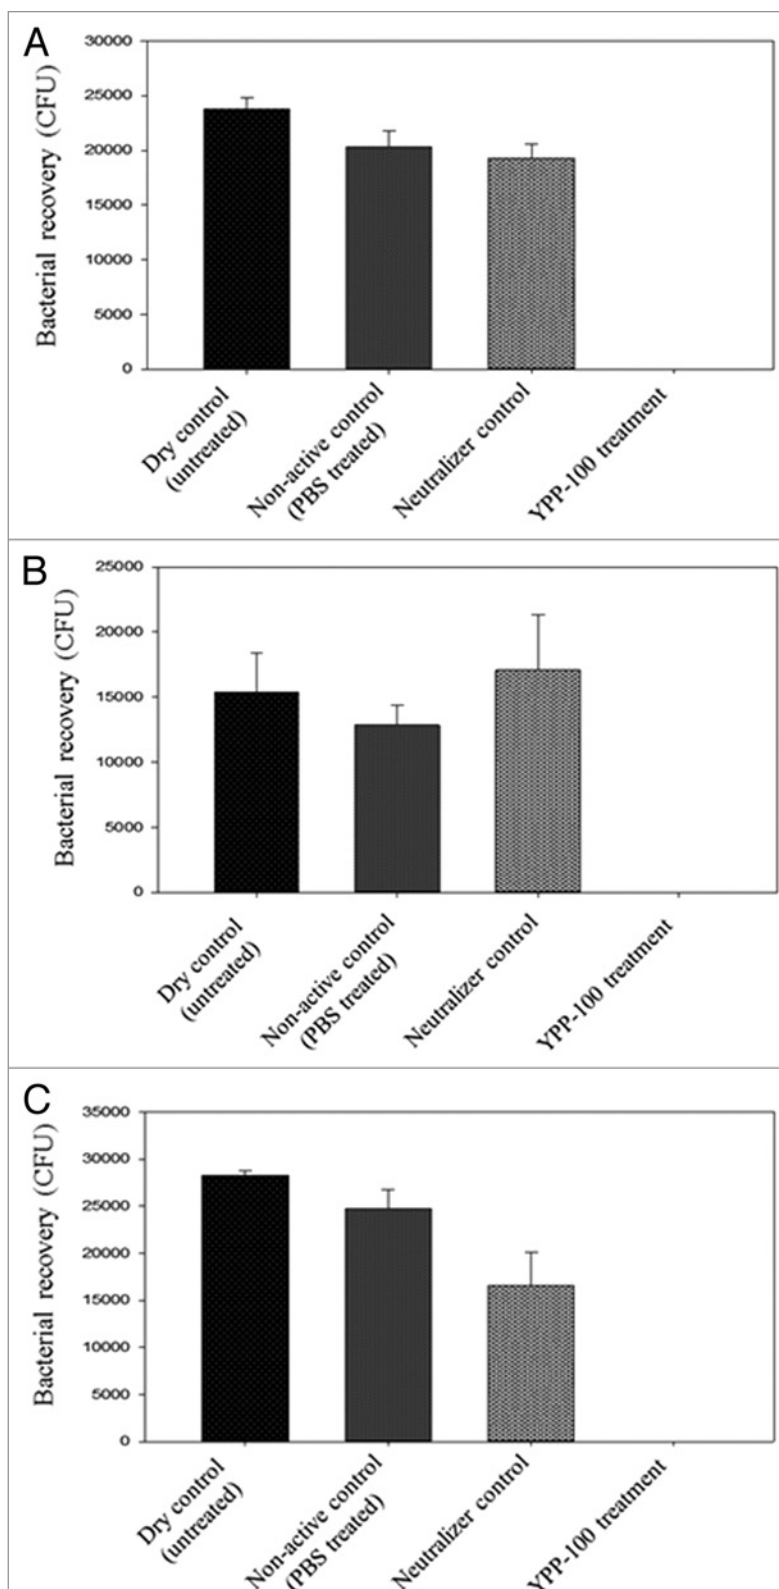 A
Bacterial recovery (CFU)
30000
25000
20000
15000
10000
5000
0
Dry control
(untreated)
Non-active control
(PBS treated)
Neutralizer control
YPP-100 treatment
B
Bacterial recovery (CFU)
25000
20000
15000
10000
5000
0
Dry control
(untreated)
Non-active control
(PBS treated)
Neutralizer control
YPP-100 treatment
C
Bacterial recovery (CFU)
35000
30000
25000
20000
15000
10000
5000
0
Dry control
(untreated)
Non-active control
(PBS treated)
Neutralizer control
YPP-100 treatment